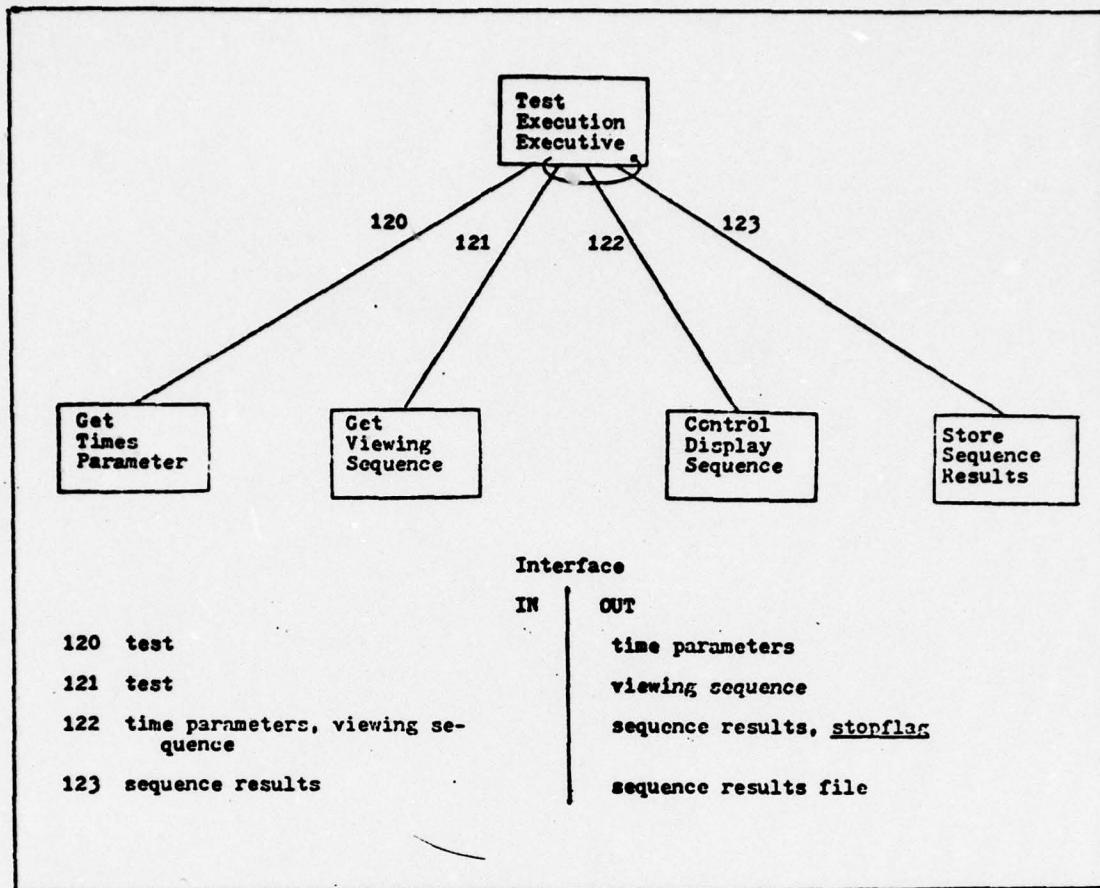 Test
Execution
Executive
120
121
122
123
Get
Times
Parameter
Get
Viewing
Sequence
Control
Display
Sequence
Store
Sequence
Results
Interface
IN OUT
120 test time parameters
121 test viewing sequence
122 time parameters, viewing se- sequence results, stopflag
quence
123 sequence results sequence results file